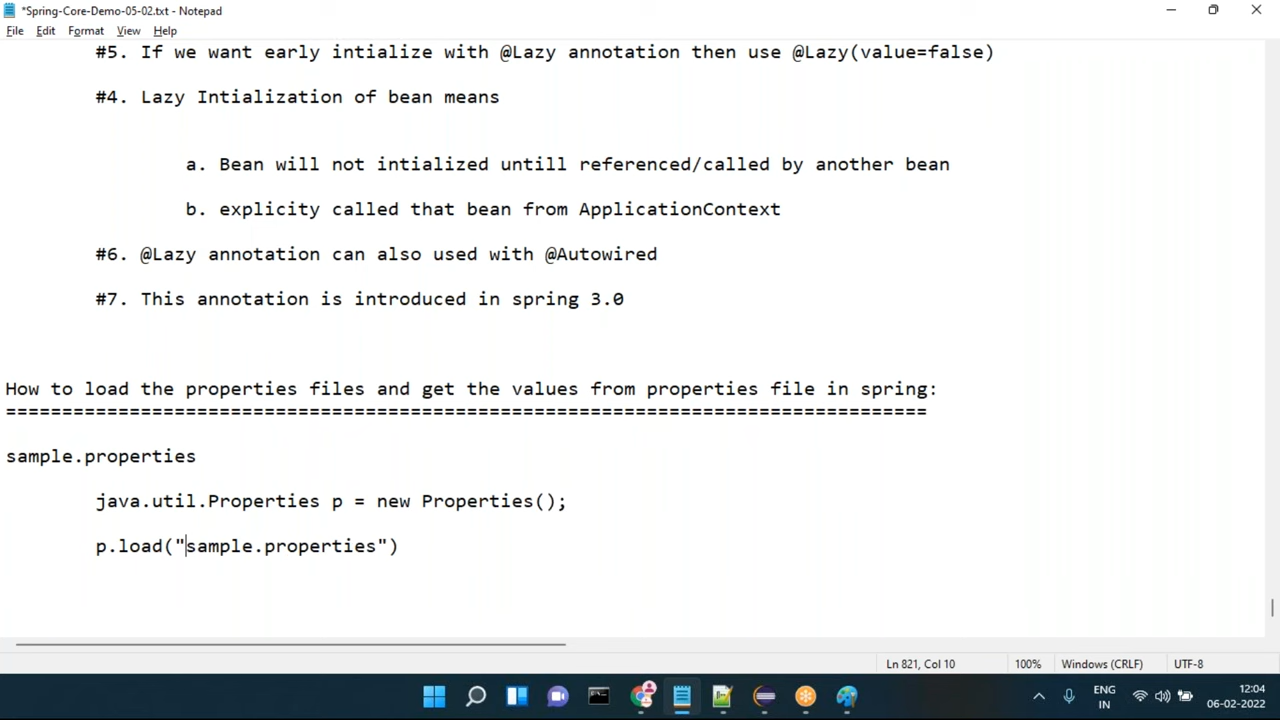 *Spring-Core-Demo-05-02.txt - Notepad
File Edit Format View Help
#5. If we want early intialize with @Lazy annotation then use @Lazy(value=false)
#4. Lazy Intialization of bean means
a. Bean will not intialized untill referenced/called by another bean
b. explicity called that bean from ApplicationContext
#6. @Lazy annotation can also used with @Autowired
#7. This annotation is introduced in spring 3.0
How to load the properties files and get the values from properties file in spring:
==================================================================================
sample.properties
java.util.Properties p = new Properties();
p.load("sample.properties")
Ln 821, Col 10 100% Windows (CRLF) UTF-8
ENG 12:04
IN 06-02-2022